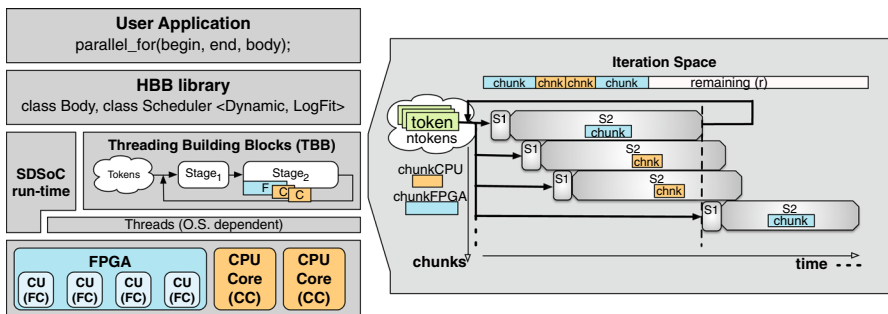 User Application
parallel_for(begin, end, body);
HBB library
class Body, class Scheduler <Dynamic, LogFit>
SDSoC
run-time
Threading Building Blocks (TBB)
Tokens
Stage1
Stage2
F
C
C
Threads (O.S. dependent)
FPGA
CU
(FC)
CU
(FC)
CU
(FC)
CU
(FC)
CPU
Core
(CC)
CPU
Core
(CC)
Iteration Space
chunk chnk chnk chunk remaining (r)
token
ntokens
S1 S2
chunk
S1 S2
chnk
chunkCPU
S1 S2
chnk
chunkFPGA
S1 S2
chunk
chunks
time